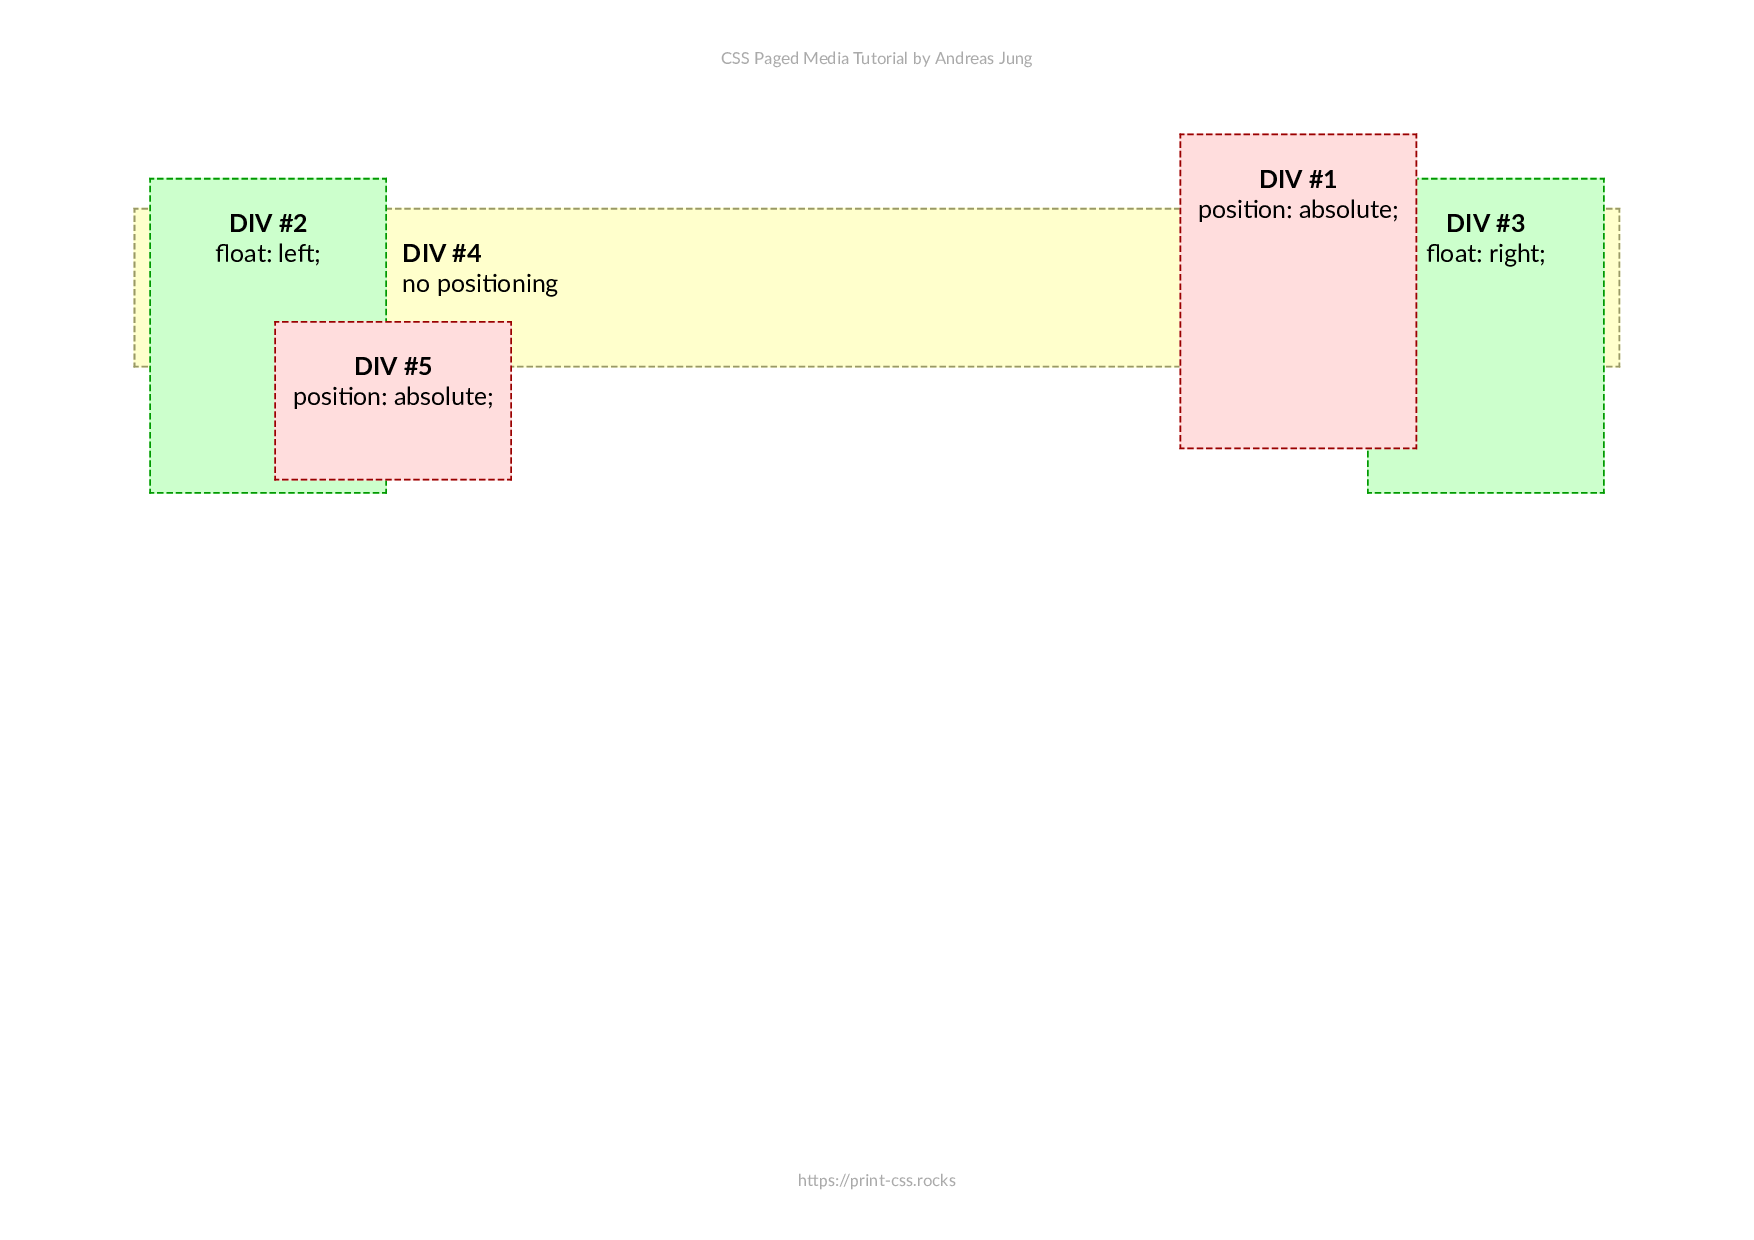 CSS Paged Media Tutorial by Andreas Jung
DIV #1
position: absolute;
DIV #2
float: left;
DIV #3
float: right;
DIV #4
no positioning
DIV #5
position: absolute;
https://print-css.rocks